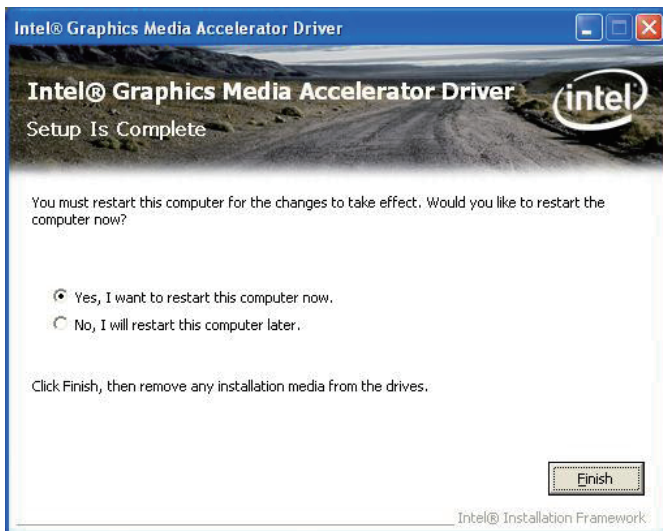 Intel® Graphics Media Accelerator Driver
Intel® Graphics Media Accelerator Driver
intel
Setup Is Complete
You must restart this computer for the changes to take effect. Would you like to restart the
computer now?
Yes, I want to restart this computer now.
No, I will restart this computer later.
Click Finish, then remove any installation media from the drives.
Finish
Intel® Installation Framework